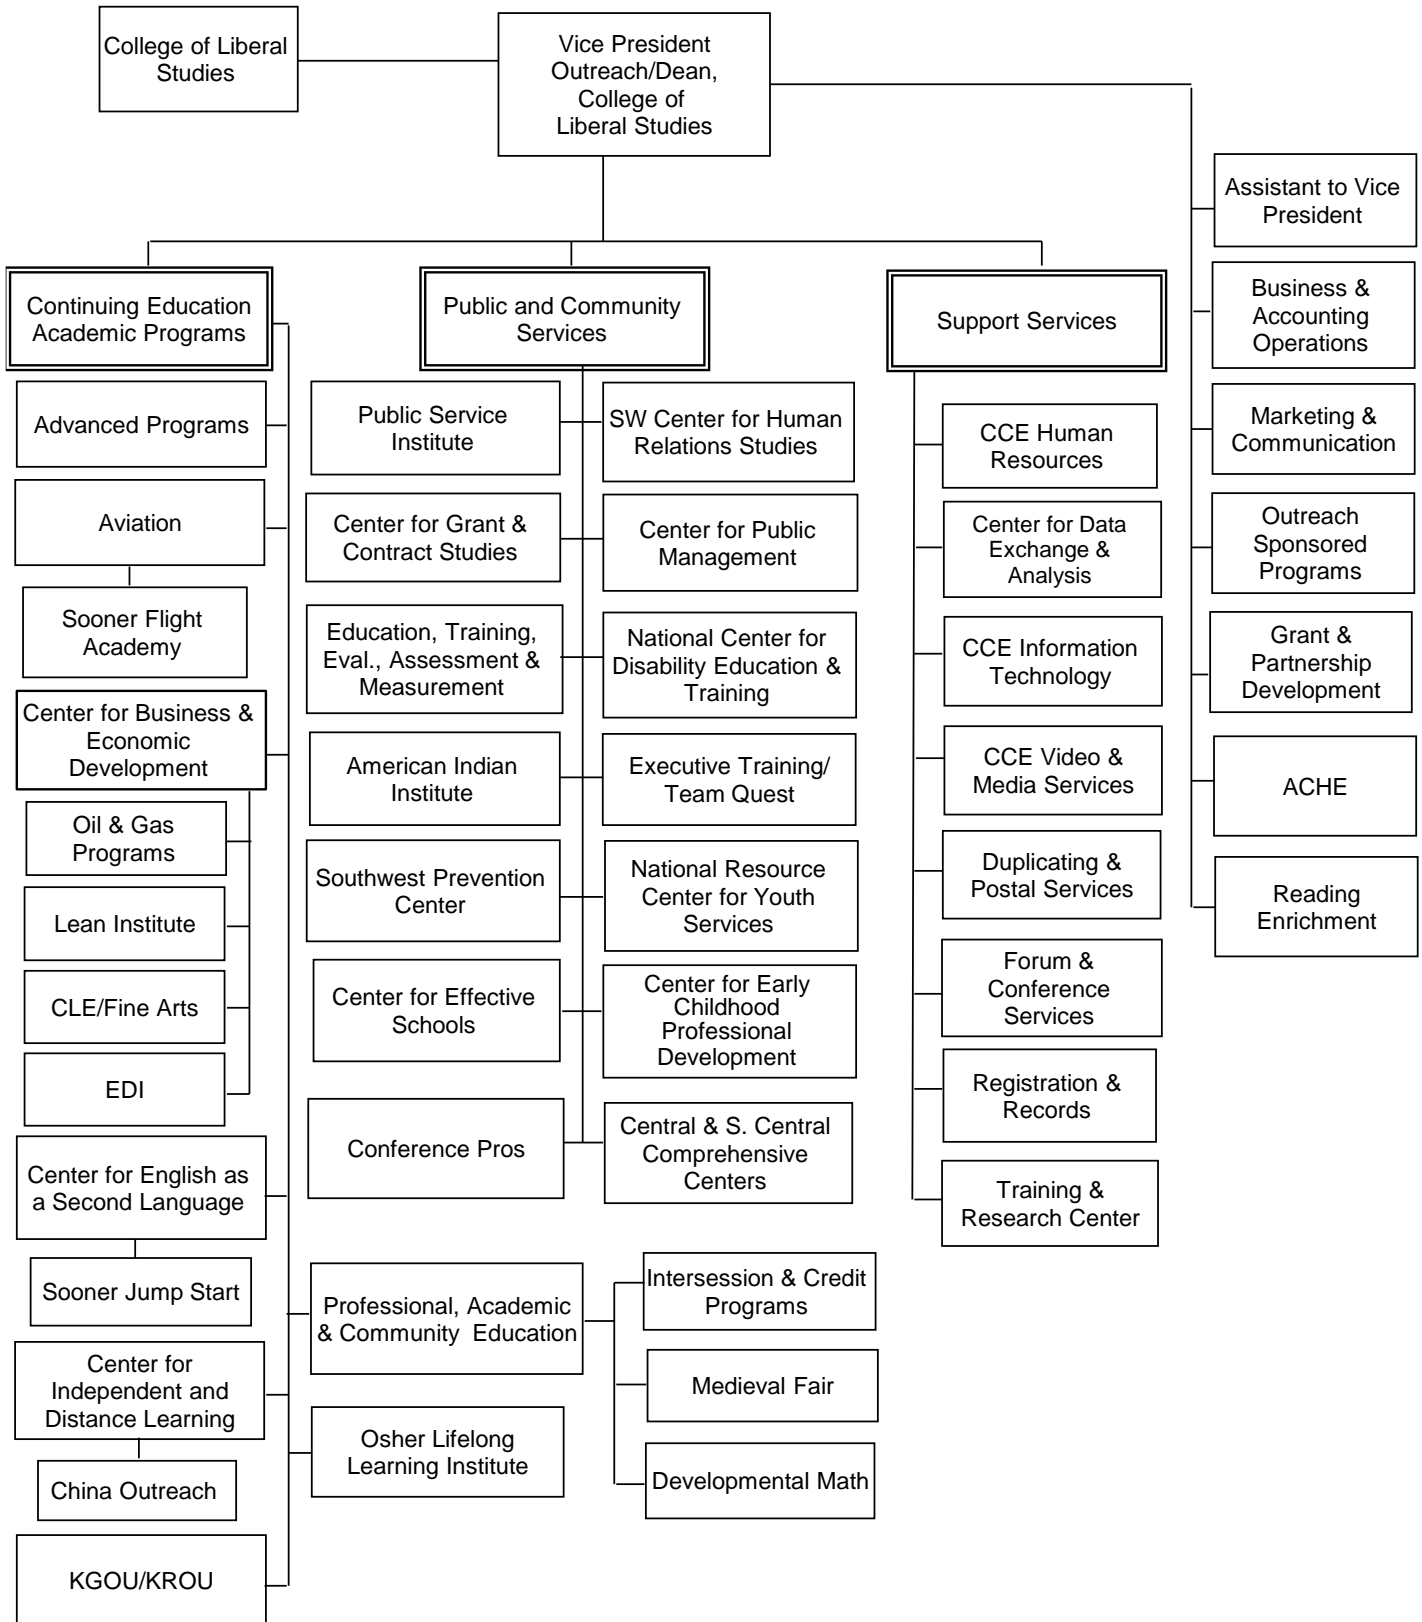 College of Liberal
Studies
Vice President
Outreach/Dean,
College of
Liberal Studies
Assistant to Vice
President
Business &
Accounting
Operations
Marketing &
Communication
Outreach
Sponsored
Programs
Grant &
Partnership
Development
ACHE
Reading
Enrichment
Continuing Education
Academic Programs
Advanced Programs
Aviation
Sooner Flight
Academy
Center for Business &
Economic
Development
Oil & Gas
Programs
Lean Institute
CLE/Fine Arts
EDI
Center for English as
a Second Language
Sooner Jump Start
Center for
Independent and
Distance Learning
China Outreach
KGOU/KROU
Professional, Academic
& Community Education
Intersession & Credit
Programs
Medieval Fair
Developmental Math
Osher Lifelong
Learning Institute
Public and Community
Services
Public Service
Institute
SW Center for Human
Relations Studies
Center for Grant &
Contract Studies
Center for Public
Management
Education, Training,
Eval., Assessment &
Measurement
National Center for
Disability Education &
Training
American Indian
Institute
Executive Training/
Team Quest
Southwest Prevention
Center
National Resource
Center for Youth
Services
Center for Effective
Schools
Center for Early
Childhood
Professional
Development
Conference Pros
Central & S. Central
Comprehensive
Centers
Support Services
CCE Human
Resources
Center for Data
Exchange &
Analysis
CCE Information
Technology
CCE Video &
Media Services
Duplicating &
Postal Services
Forum &
Conference
Services
Registration &
Records
Training &
Research Center